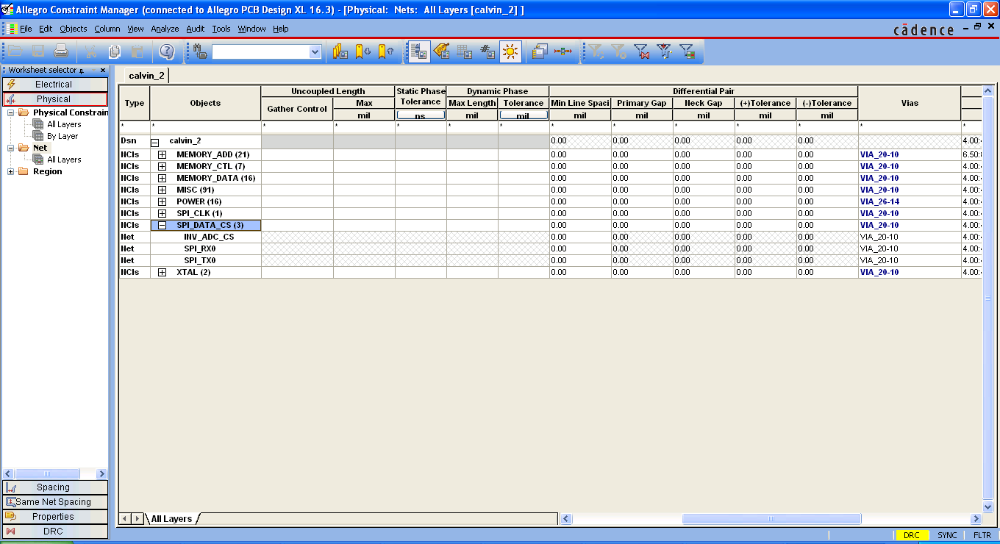 Allegro Constraint Manager (connected to Allegro PCB Design XL 16.3) - [Physical: Nets: All Layers [calvin_2] ]
File Edit Objects Column View Analyze Audit Tools Window Help
cādence
Worksheet selector
calvin_2
Electrical
Physical
Physical Constrain
All Layers
By Layer
Net
All Layers
Region
Spacing
Same Net Spacing
Properties
DRC
Uncoupled Length Static Phase Dynamic Phase Differential Pair
Type Objects Gather Control Max Tolerance Max Length Tolerance Min Line Spaci Primary Gap Neck Gap (+)Tolerance (-)Tolerance Vias
mil ns mil mil mil mil mil mil mil
* * * * * * * * * * * * * *
Dsn calvin_2 0.00 0.00 0.00 0.00 0.00 4.00:
NCls MEMORY_ADD (21) 0.00 0.00 0.00 0.00 0.00 VIA_20-10 6.50:
NCls MEMORY_CTL (7) 0.00 0.00 0.00 0.00 0.00 VIA_20-10 4.00:
NCls MEMORY_DATA (16) 0.00 0.00 0.00 0.00 0.00 VIA_20-10 4.00:
NCls MISC (91) 0.00 0.00 0.00 0.00 0.00 VIA_20-10 4.00:
NCls POWER (16) 0.00 0.00 0.00 0.00 0.00 VIA_26-14 4.00:
NCls SPI_CLK (1) 0.00 0.00 0.00 0.00 0.00 VIA_20-10 4.00:
NCls SPI_DATA_CS (3) 0.00 0.00 0.00 0.00 0.00 VIA_20-10 4.00:
Net INV_ADC_CS 0.00 0.00 0.00 0.00 0.00 VIA_20-10 4.00:
Net SPI_RX0 0.00 0.00 0.00 0.00 0.00 VIA_20-10 4.00:
Net SPI_TX0 0.00 0.00 0.00 0.00 0.00 VIA_20-10 4.00:
NCls XTAL (2) 0.00 0.00 0.00 0.00 0.00 VIA_20-10 4.00:
All Layers
DRC SYNC FLTR